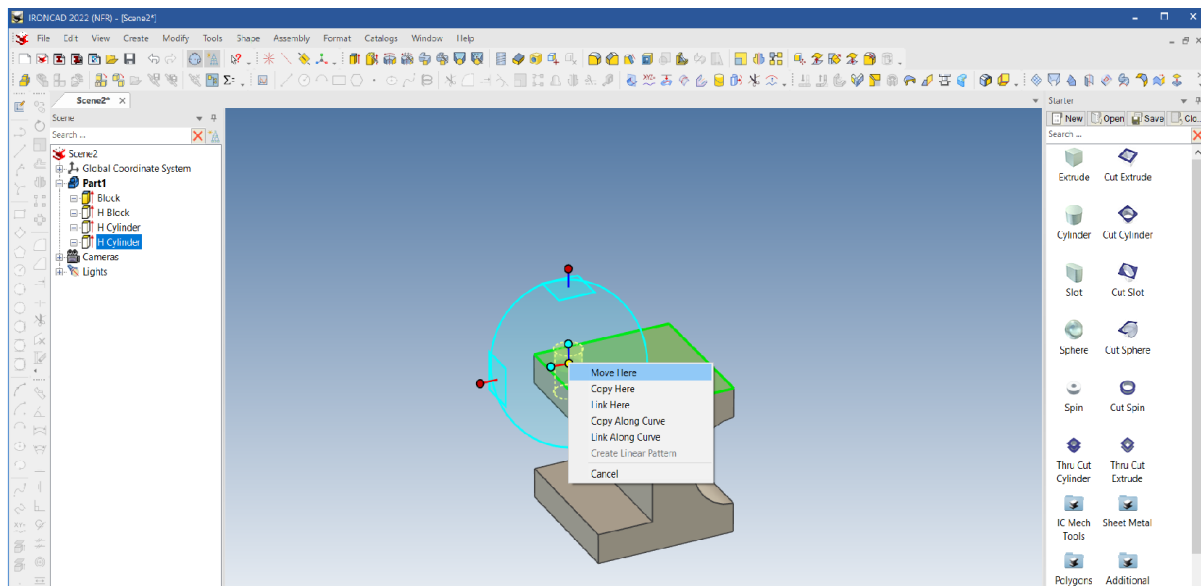 IRONCAD 2022 (NFR) - [Scene2*]
File Edit View Create Modify Tools Shape Assembly Format Catalogs Window Help
Scene2* ×
Scene
Search ...
Scene2
Global Coordinate System
Part1
Block
H Block
H Cylinder
H Cylinder
Cameras
Lights
Move Here
Copy Here
Link Here
Copy Along Curve
Link Along Curve
Create Linear Pattern
Cancel
Starter
New Open Save Clo..
Search ...
Extrude Cut Extrude
Cylinder Cut Cylinder
Slot Cut Slot
Sphere Cut Sphere
Spin Cut Spin
Thru Cut Thru Cut
Cylinder Extrude
IC Mech Sheet Metal
Tools
Polygons Additional